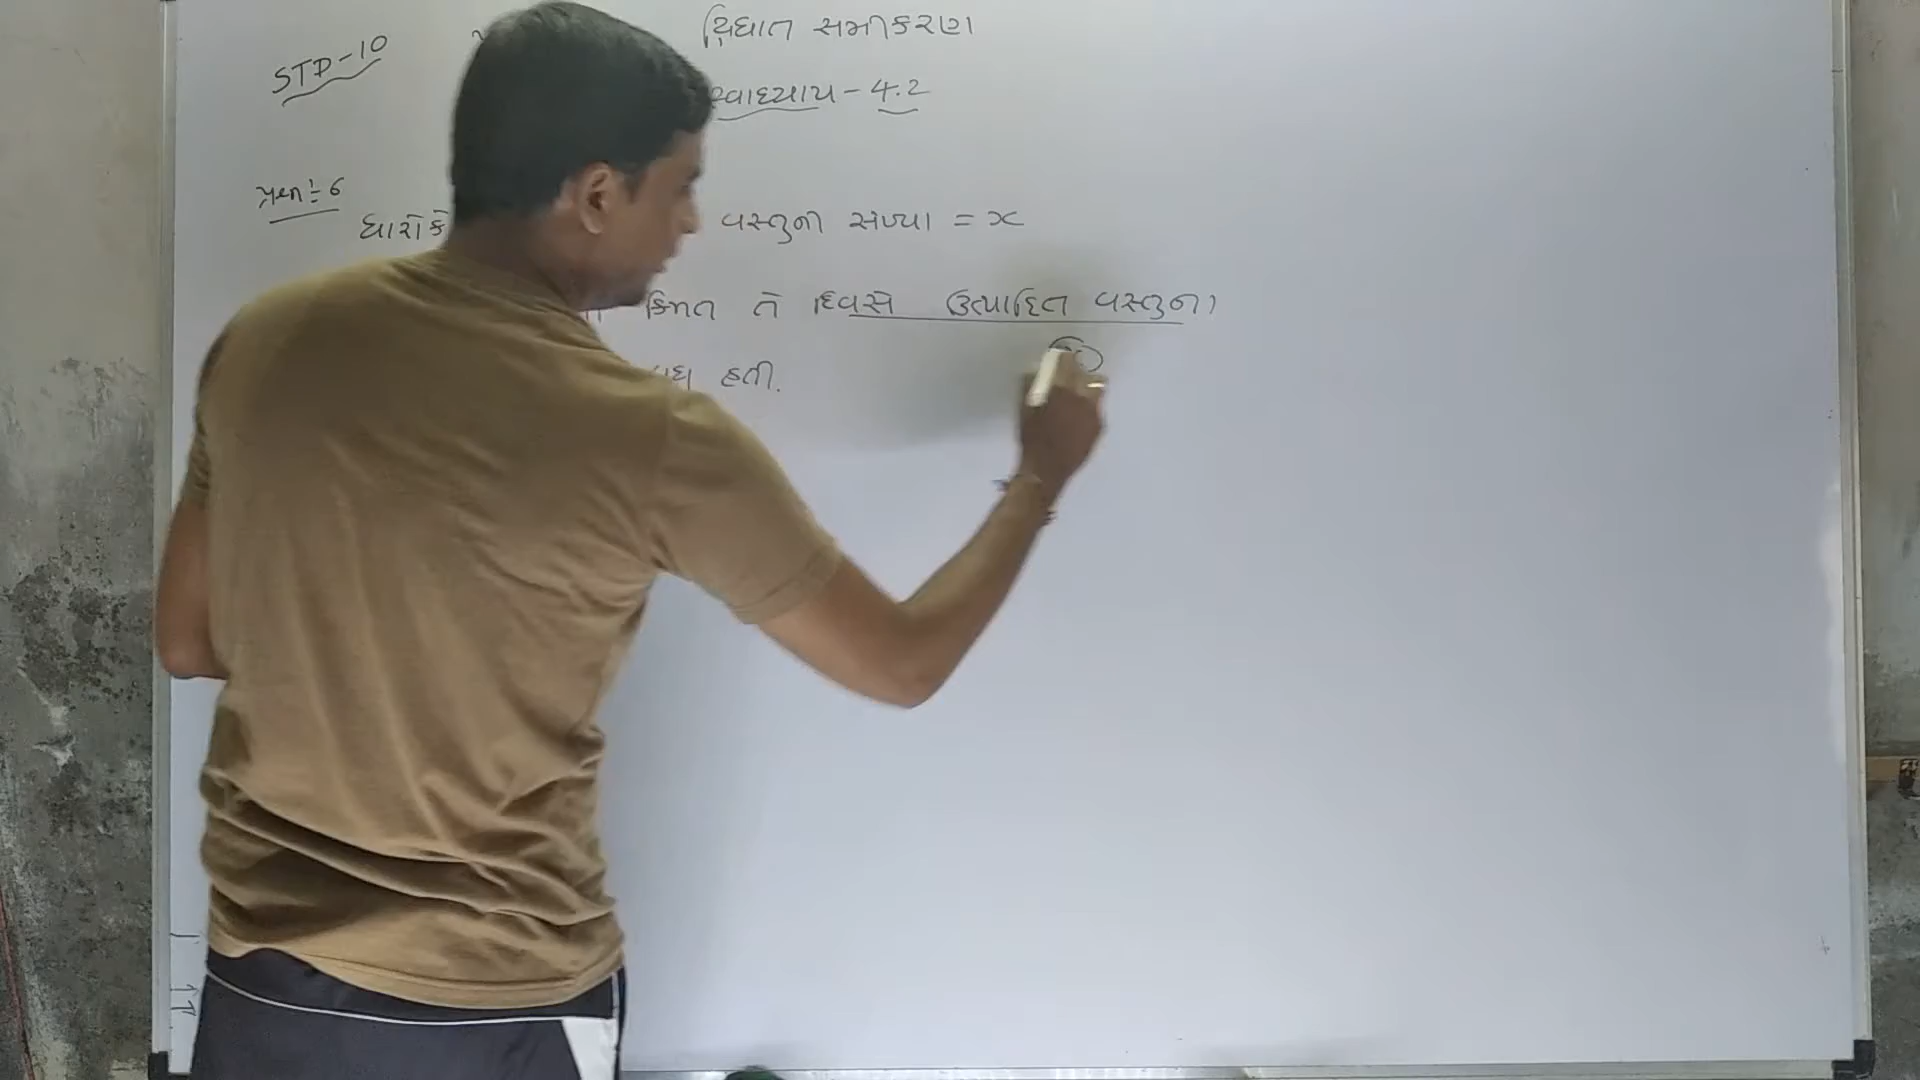 STD-10
દ્વિઘાત સમીકરણ
સ્વાધ્યાય - 4.2
પ્રશ્ન :- 6
ધારો કે વસ્તુની સંખ્યા = x
કિંમત તે દિવસે ઉત્પાદિત વસ્તુના
હતી.